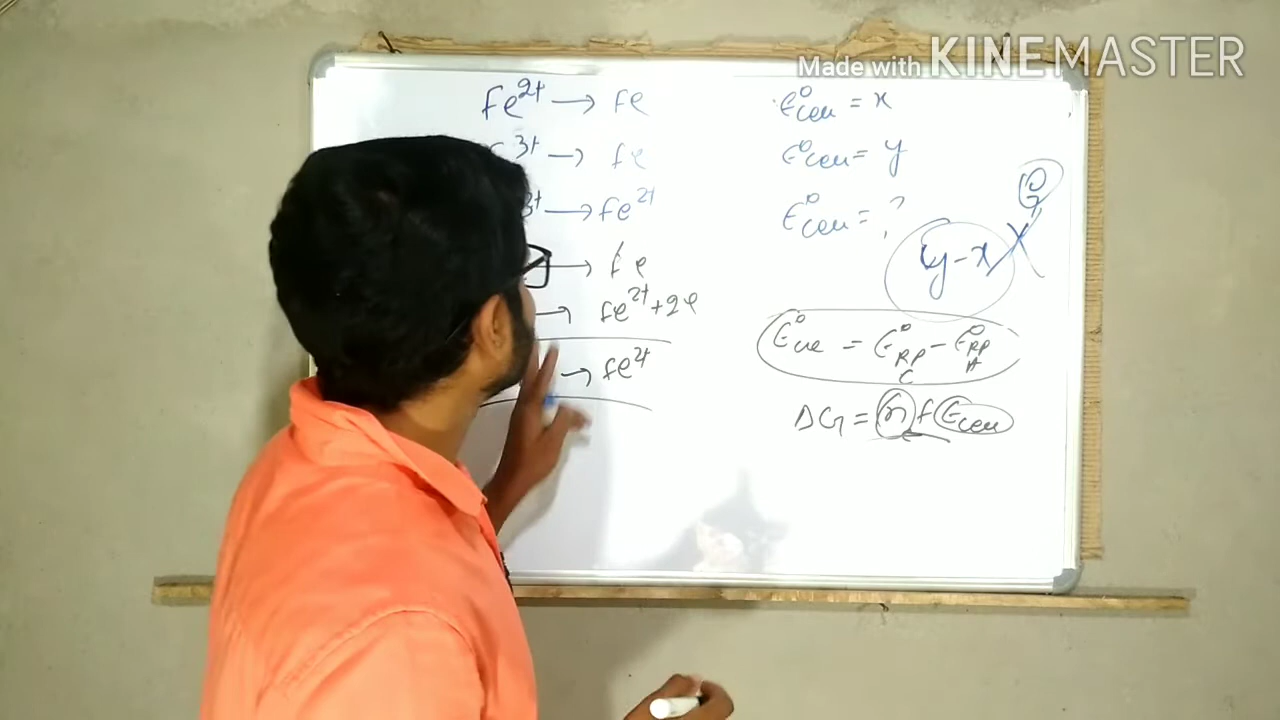 Made with KINEMASTER
fe²⁺ → fe E°cell = x
³⁺ → fe E°cell = y
³⁺ → fe²⁺ E°cell = ?
→ fe y - x
→ fe²⁺ + 2e
E°cell = E°RP C - E°RP A
→ fe²⁺
ΔG = n f Ecell